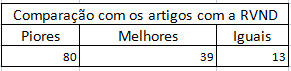 Comparação com os artigos com a RVND
Piores Melhores Iguais
80 39 13